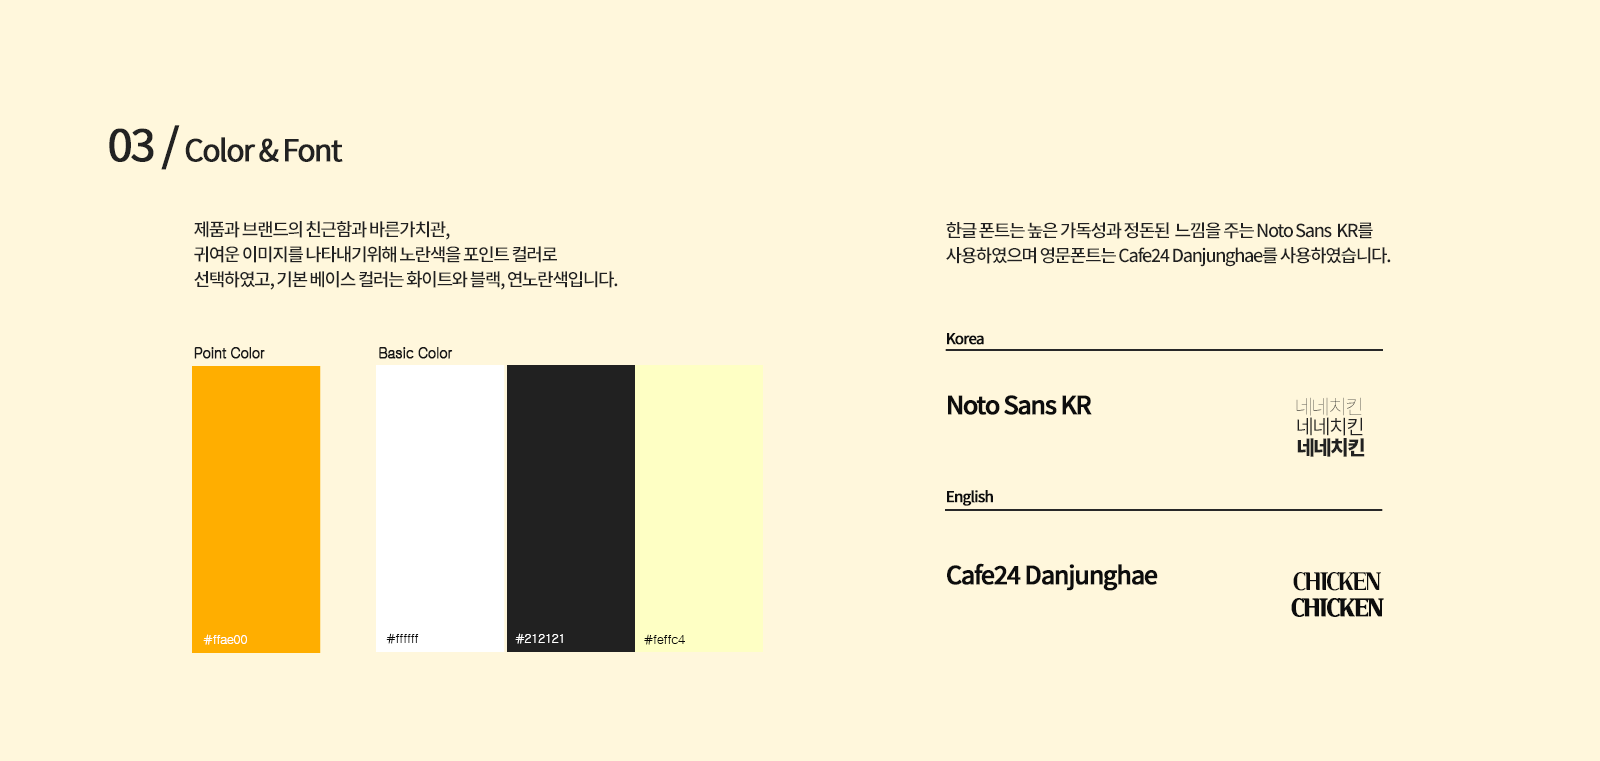 03 / Color & Font
제품과 브랜드의 친근함과 바른가치관,
귀여운 이미지를 나타내기위해 노란색을 포인트 컬러로
선택하였고, 기본 베이스 컬러는 화이트와 블랙, 연노란색입니다.
Point Color
Basic Color
#ffae00
#ffffff
#212121
#feffc4
한글 폰트는 높은 가독성과 정돈된 느낌을 주는 Noto Sans KR를
사용하였으며 영문폰트는 Cafe24 Danjunghae를 사용하였습니다.
Korea
Noto Sans KR
네네치킨
네네치킨
네네치킨
English
Cafe24 Danjunghae
CHICKEN
CHICKEN